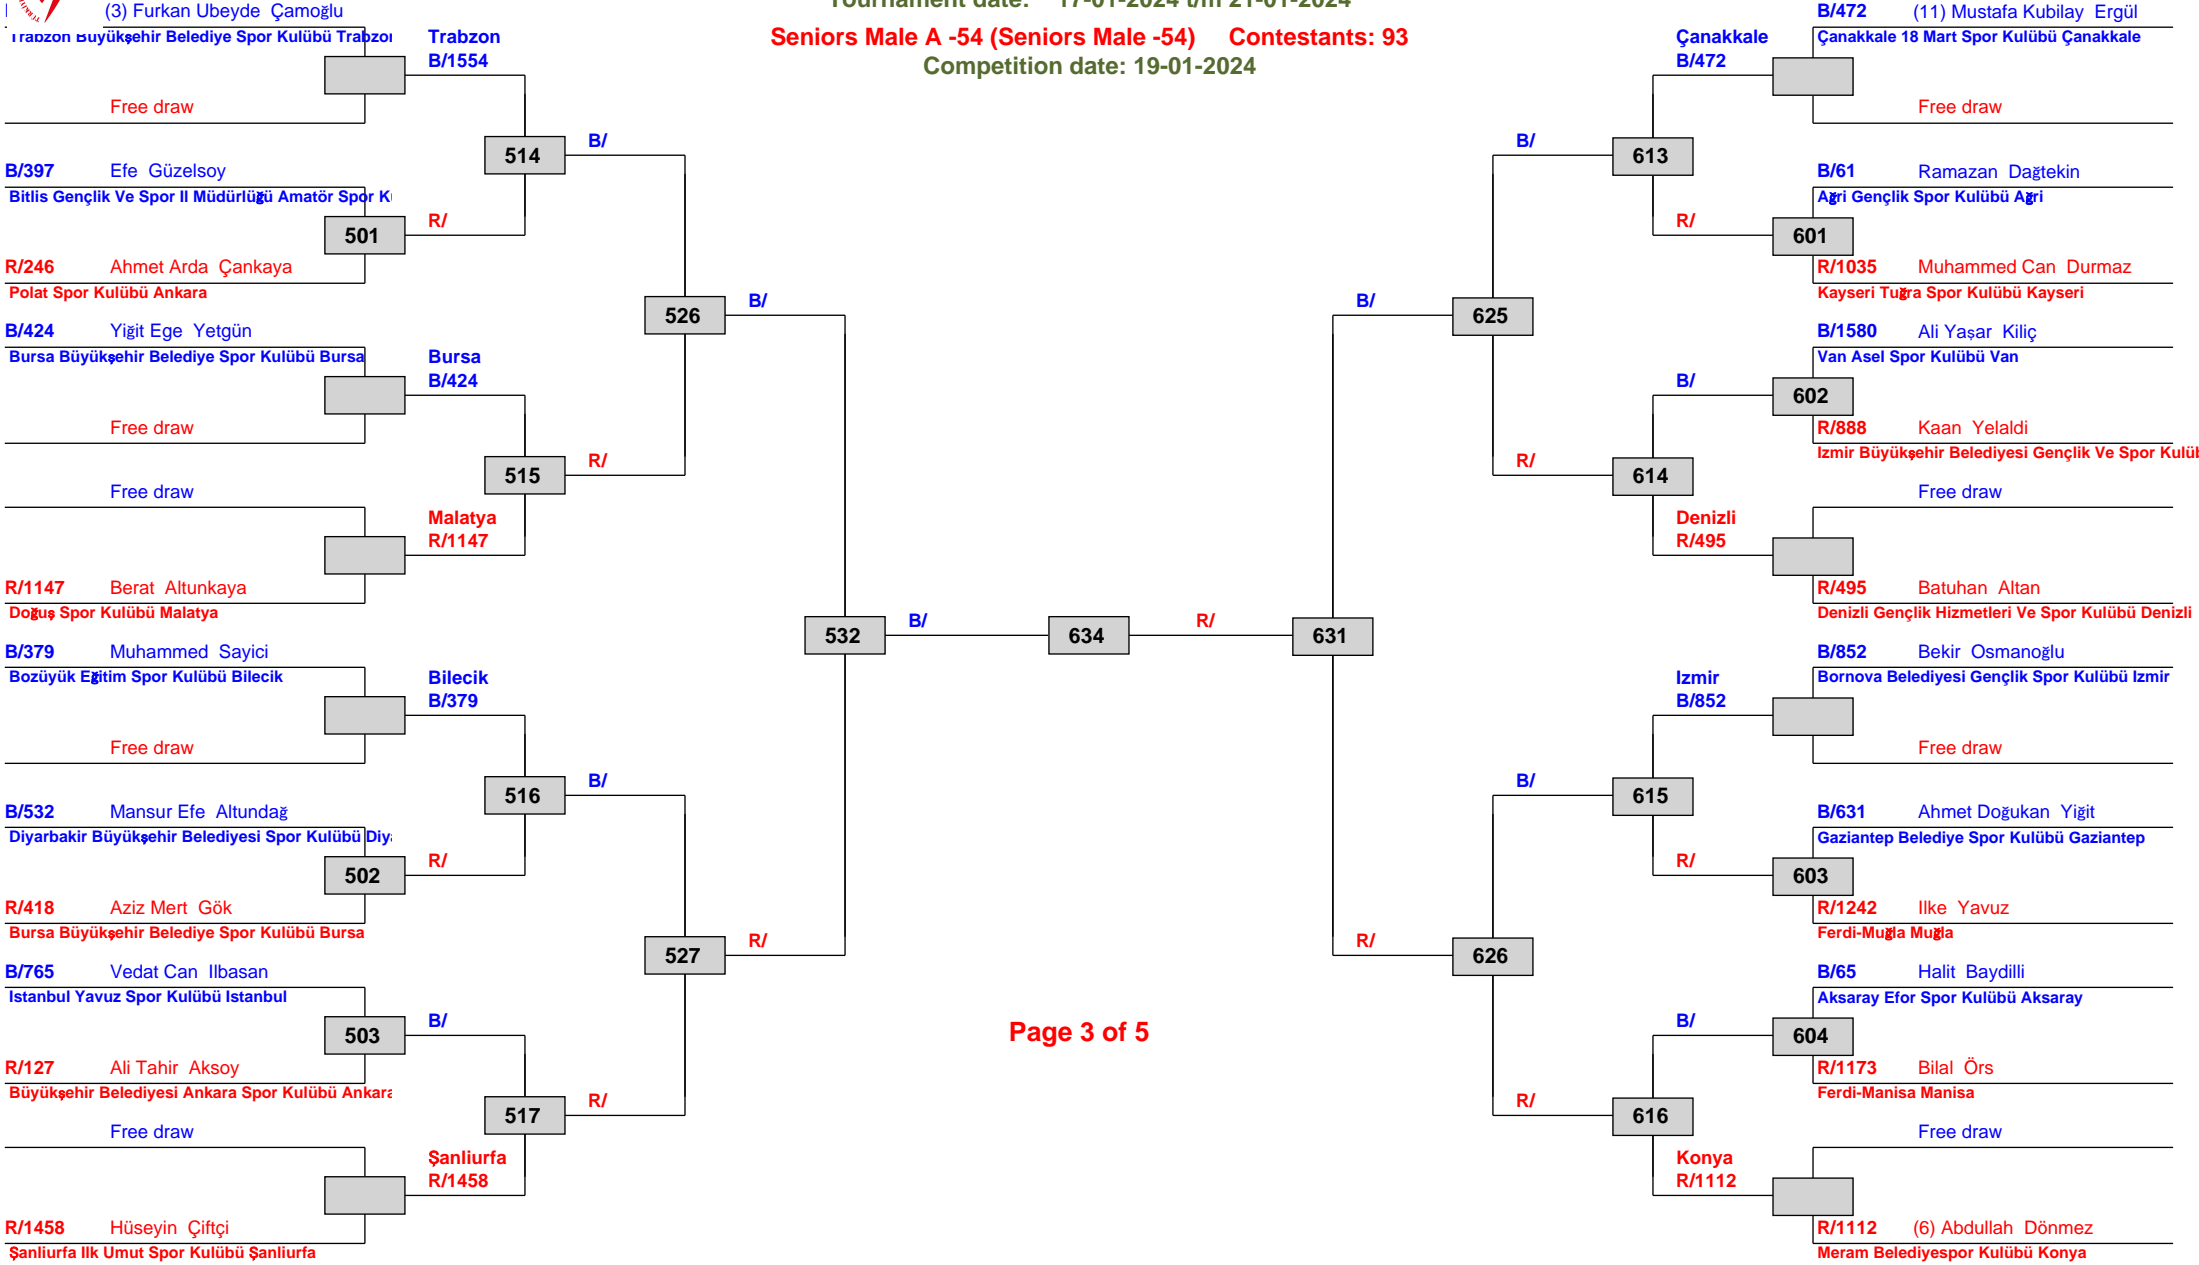 Tournament date: 17-01-2024 t/m 21-01-2024
Seniors Male A -54 (Seniors Male -54) Contestants: 93
Competition date: 19-01-2024
(3) Furkan Ubeyde Çamoğlu
Trabzon Büyükşehir Belediye Spor Kulübü Trabzon
Free draw
Trabzon
B/1554
B/397 Efe Güzelsoy
Bitlis Gençlik Ve Spor Il Müdürlüğü Amatör Spor K
501
R/246 Ahmet Arda Çankaya
Polat Spor Kulübü Ankara
R/
514
B/
B/424 Yiğit Ege Yetgün
Bursa Büyükşehir Belediye Spor Kulübü Bursa
Free draw
Bursa
B/424
515
R/
Free draw
Malatya
R/1147
R/1147 Berat Altunkaya
Doğuş Spor Kulübü Malatya
526
B/
B/379 Muhammed Sayici
Bozüyük Eğitim Spor Kulübü Bilecik
Free draw
Bilecik
B/379
516
B/
B/532 Mansur Efe Altundağ
Diyarbakir Büyükşehir Belediyesi Spor Kulübü Diy
502
R/
R/418 Aziz Mert Gök
Bursa Büyükşehir Belediye Spor Kulübü Bursa
527
R/
B/765 Vedat Can Ilbasan
Istanbul Yavuz Spor Kulübü Istanbul
503
B/
R/127 Ali Tahir Aksoy
Büyükşehir Belediyesi Ankara Spor Kulübü Ankara
517
R/
Free draw
Şanliurfa
R/1458
R/1458 Hüseyin Çiftçi
Şanliurfa Ilk Umut Spor Kulübü Şanliurfa
532
B/
634
R/
631
Page 3 of 5
B/472 (11) Mustafa Kubilay Ergül
Çanakkale 18 Mart Spor Kulübü Çanakkale
Çanakkale
B/472
Free draw
B/
613
B/61 Ramazan Dağtekin
Ağri Gençlik Spor Kulübü Ağri
R/
601
R/1035 Muhammed Can Durmaz
Kayseri Tuğra Spor Kulübü Kayseri
B/
625
B/1580 Ali Yaşar Kiliç
Van Asel Spor Kulübü Van
B/
602
R/888 Kaan Yelaldi
Izmir Büyükşehir Belediyesi Gençlik Ve Spor Kulüb
R/
614
Free draw
Denizli
R/495
R/495 Batuhan Altan
Denizli Gençlik Hizmetleri Ve Spor Kulübü Denizli
B/852 Bekir Osmanoğlu
Bornova Belediyesi Gençlik Spor Kulübü Izmir
Izmir
B/852
Free draw
B/
615
B/631 Ahmet Doğukan Yiğit
Gaziantep Belediye Spor Kulübü Gaziantep
R/
603
R/1242 Ilke Yavuz
Ferdi-Muğla Muğla
R/
626
B/65 Halit Baydilli
Aksaray Efor Spor Kulübü Aksaray
B/
604
R/1173 Bilal Örs
Ferdi-Manisa Manisa
R/
616
Free draw
Konya
R/1112
R/1112 (6) Abdullah Dönmez
Meram Belediyespor Kulübü Konya